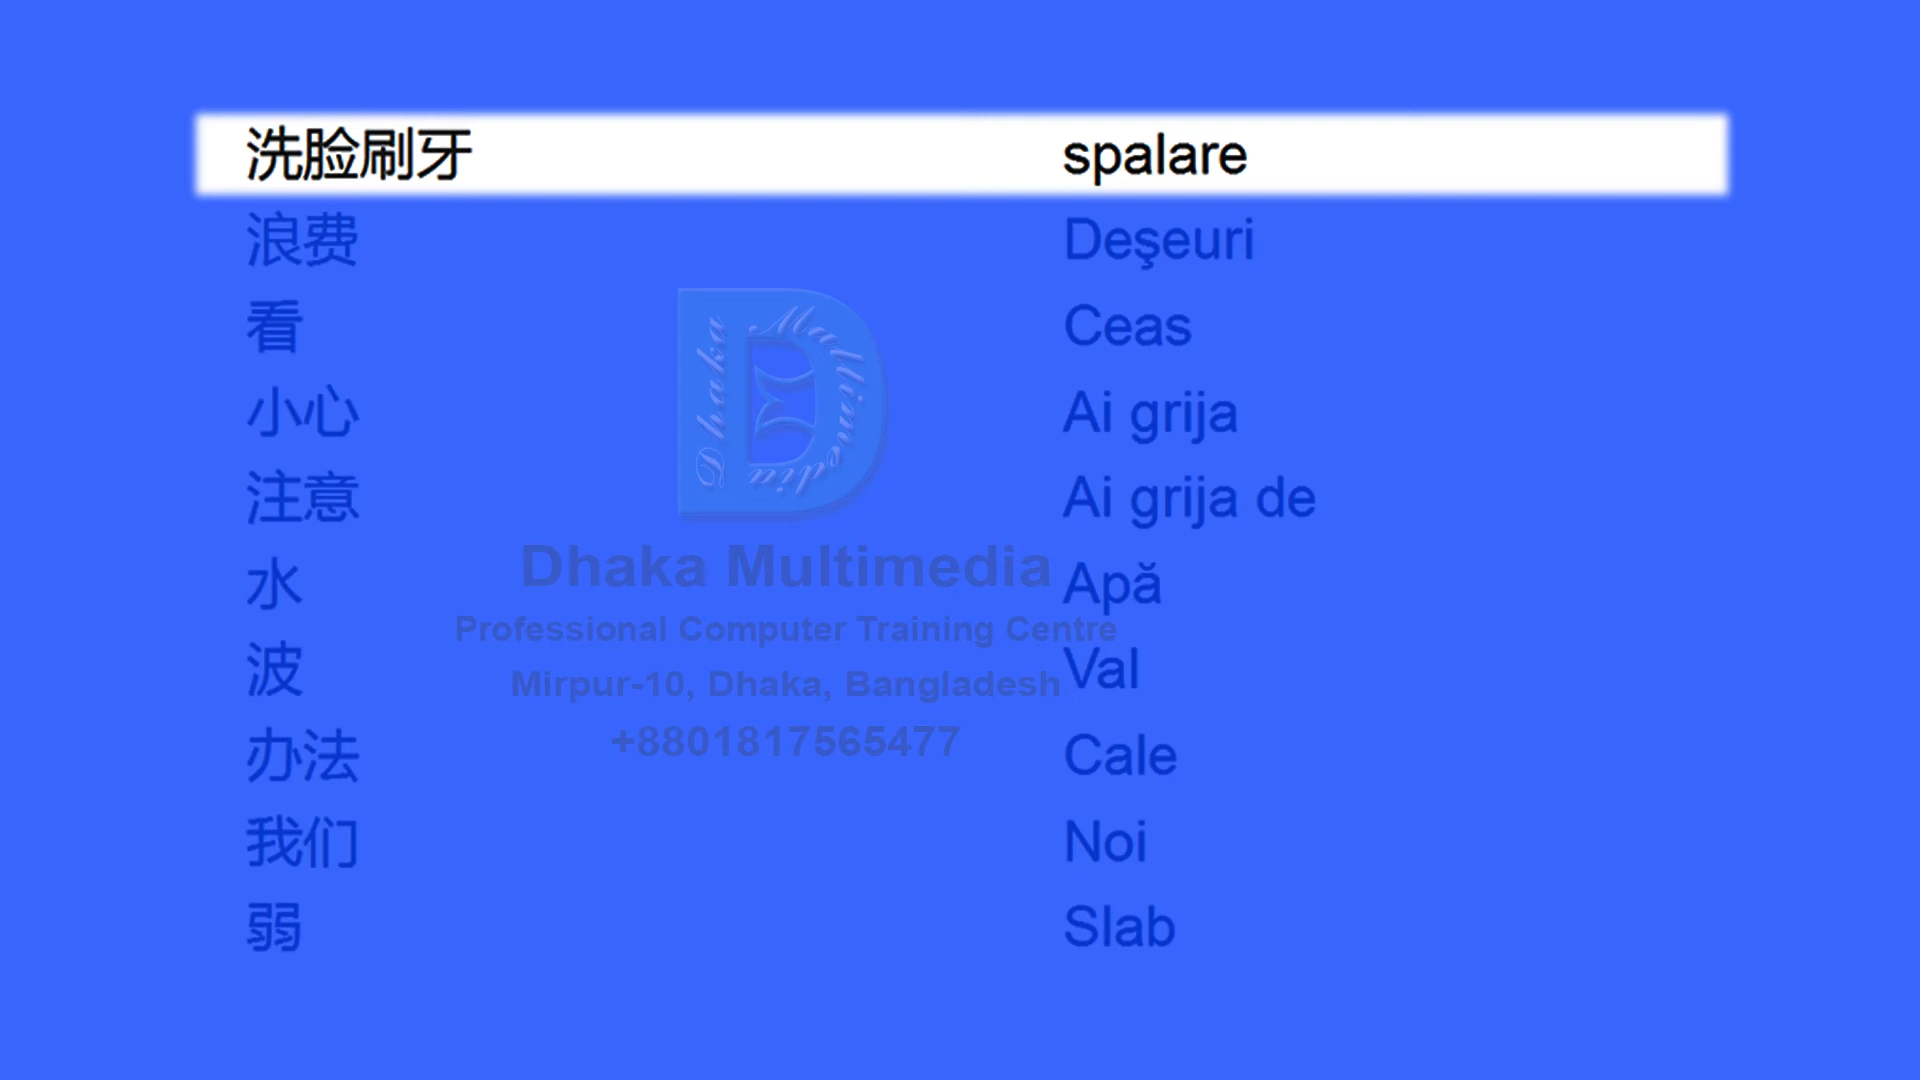 洗脸刷牙 spalare
浪费 Deşeuri
看 Ceas
小心 Ai grija
注意 Ai grija de
水 Apă
波 Val
办法 Cale
我们 Noi
弱 Slab
Dhaka Multimedia
Dhaka Multimedia
Professional Computer Training Centre
Mirpur-10, Dhaka, Bangladesh
+8801817565477